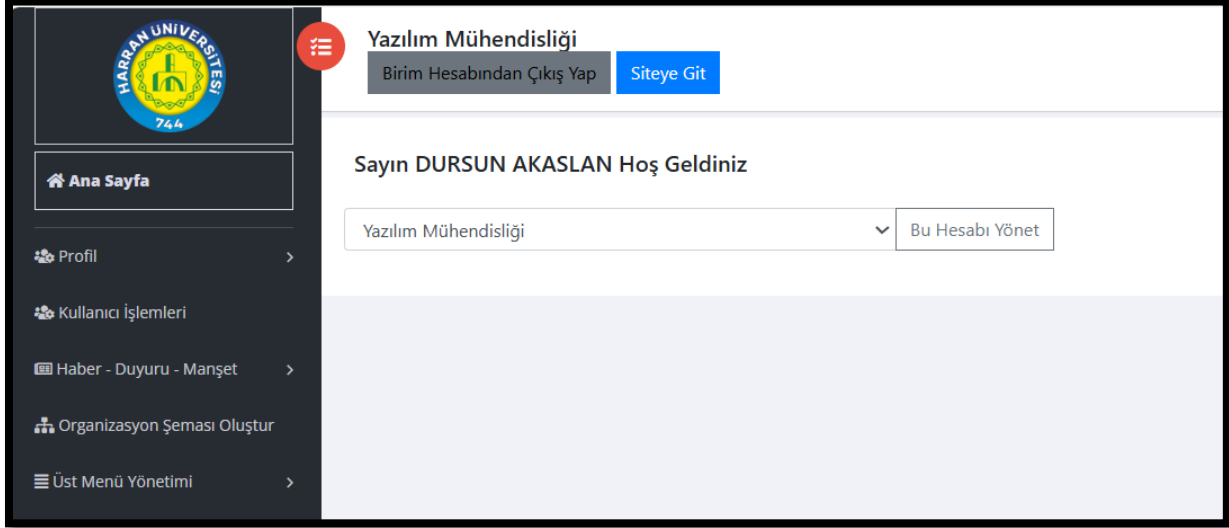 HARRAN ÜNİVERSİTESİ
744
Ana Sayfa
Profil
Kullanıcı İşlemleri
Haber - Duyuru - Manşet
Organizasyon Şeması Oluştur
Üst Menü Yönetimi
Yazılım Mühendisliği
Birim Hesabından Çıkış Yap Siteye Git
Sayın DURSUN AKASLAN Hoş Geldiniz
Yazılım Mühendisliği Bu Hesabı Yönet